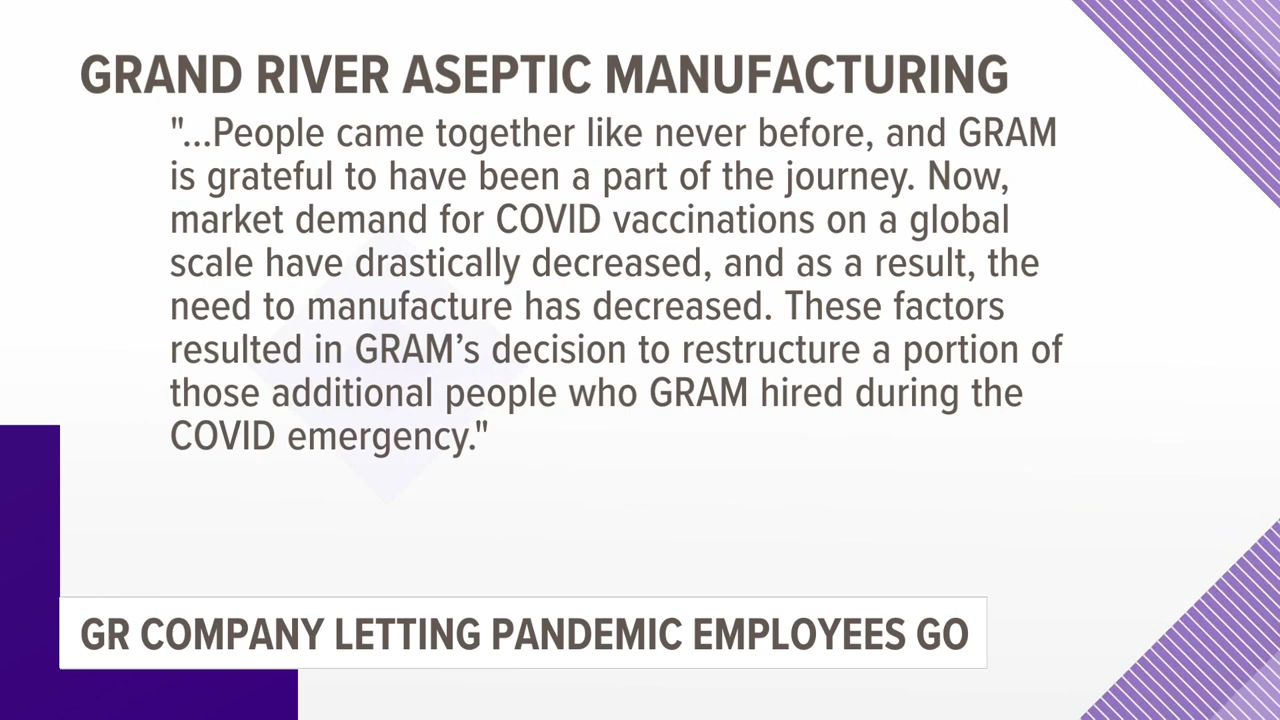 GRAND RIVER ASEPTIC MANUFACTURING
"...People came together like never before, and GRAM
is grateful to have been a part of the journey. Now,
market demand for COVID vaccinations on a global
scale have drastically decreased, and as a result, the
need to manufacture has decreased. These factors
resulted in GRAM’s decision to restructure a portion of
those additional people who GRAM hired during the
COVID emergency."
GR COMPANY LETTING PANDEMIC EMPLOYEES GO